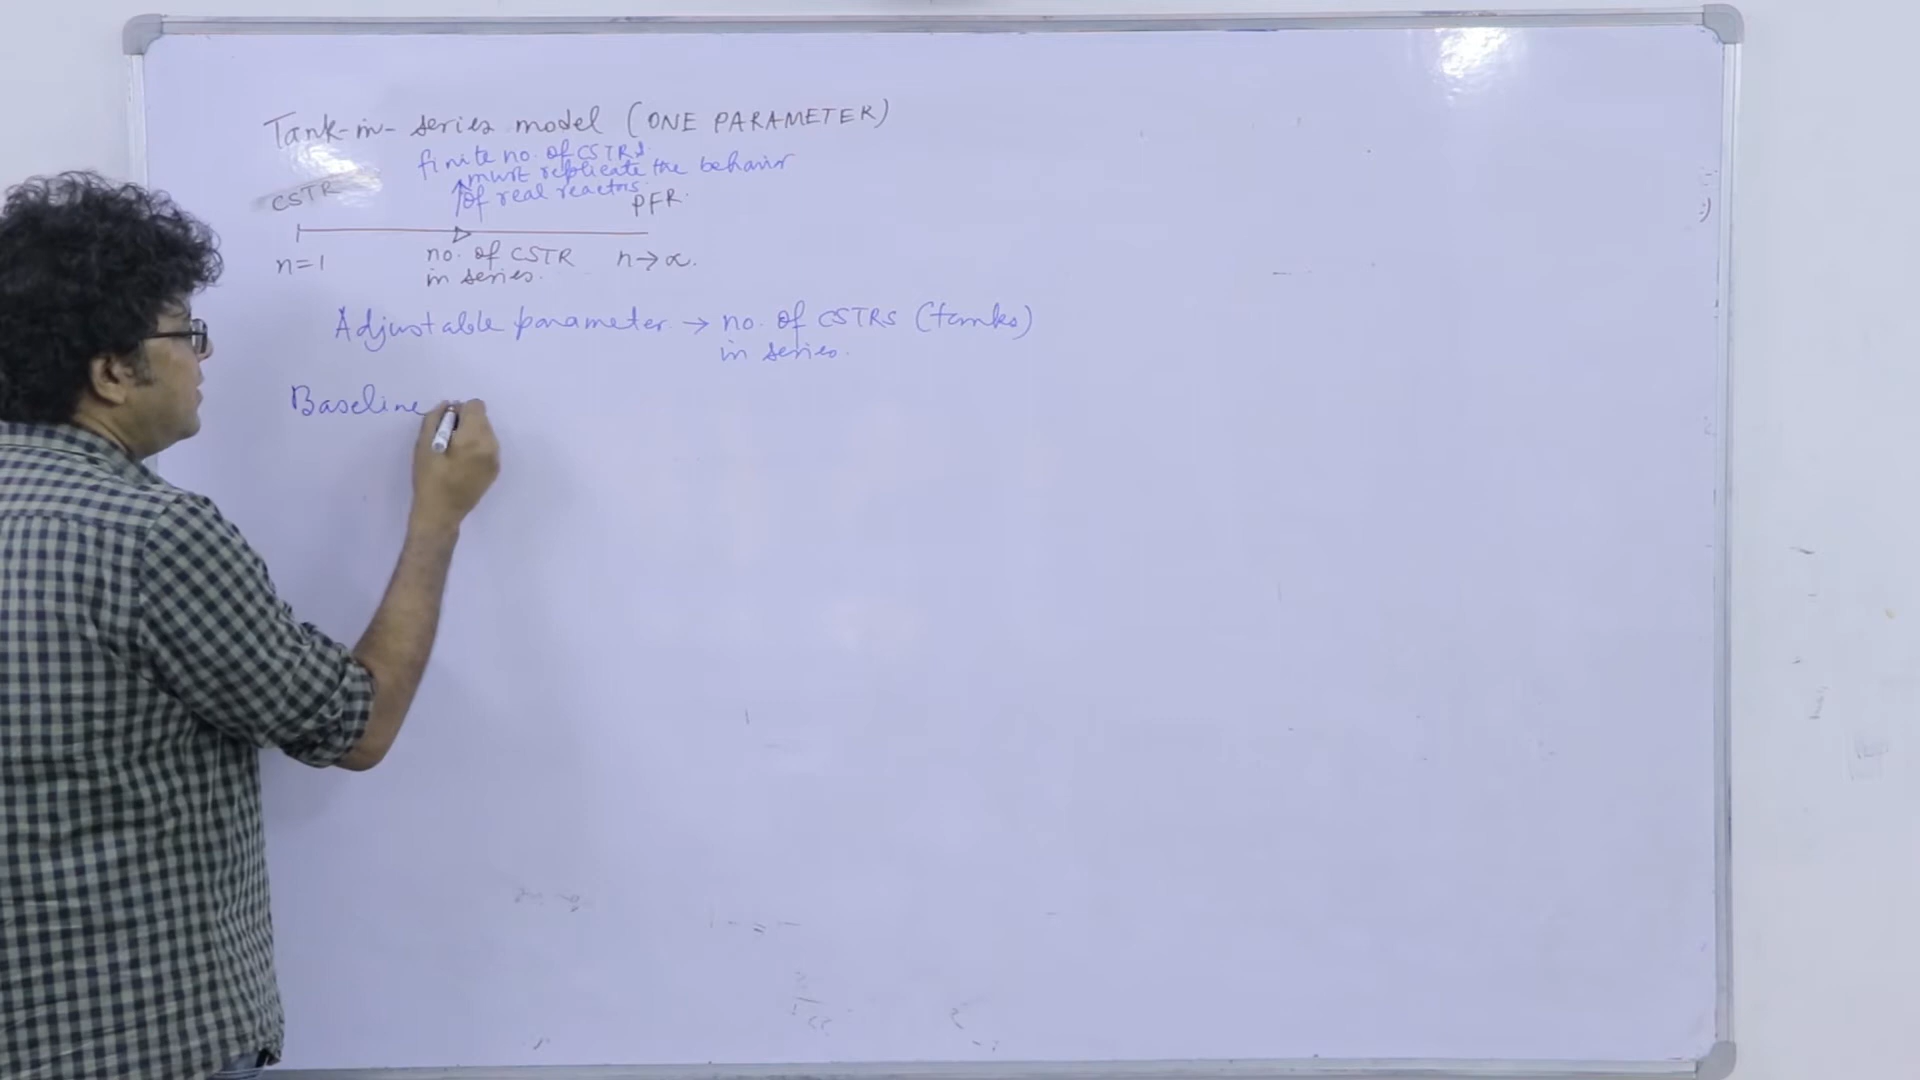 Tank-in-series model (ONE PARAMETER)
finite no. of CSTRs
must replicate the behavior
of real reactors.
CSTR
PFR.
n=1
no. of CSTR
in series.
n→∝.
Adjustable parameter → no. of CSTRS (tanks)
in series.
Baseline